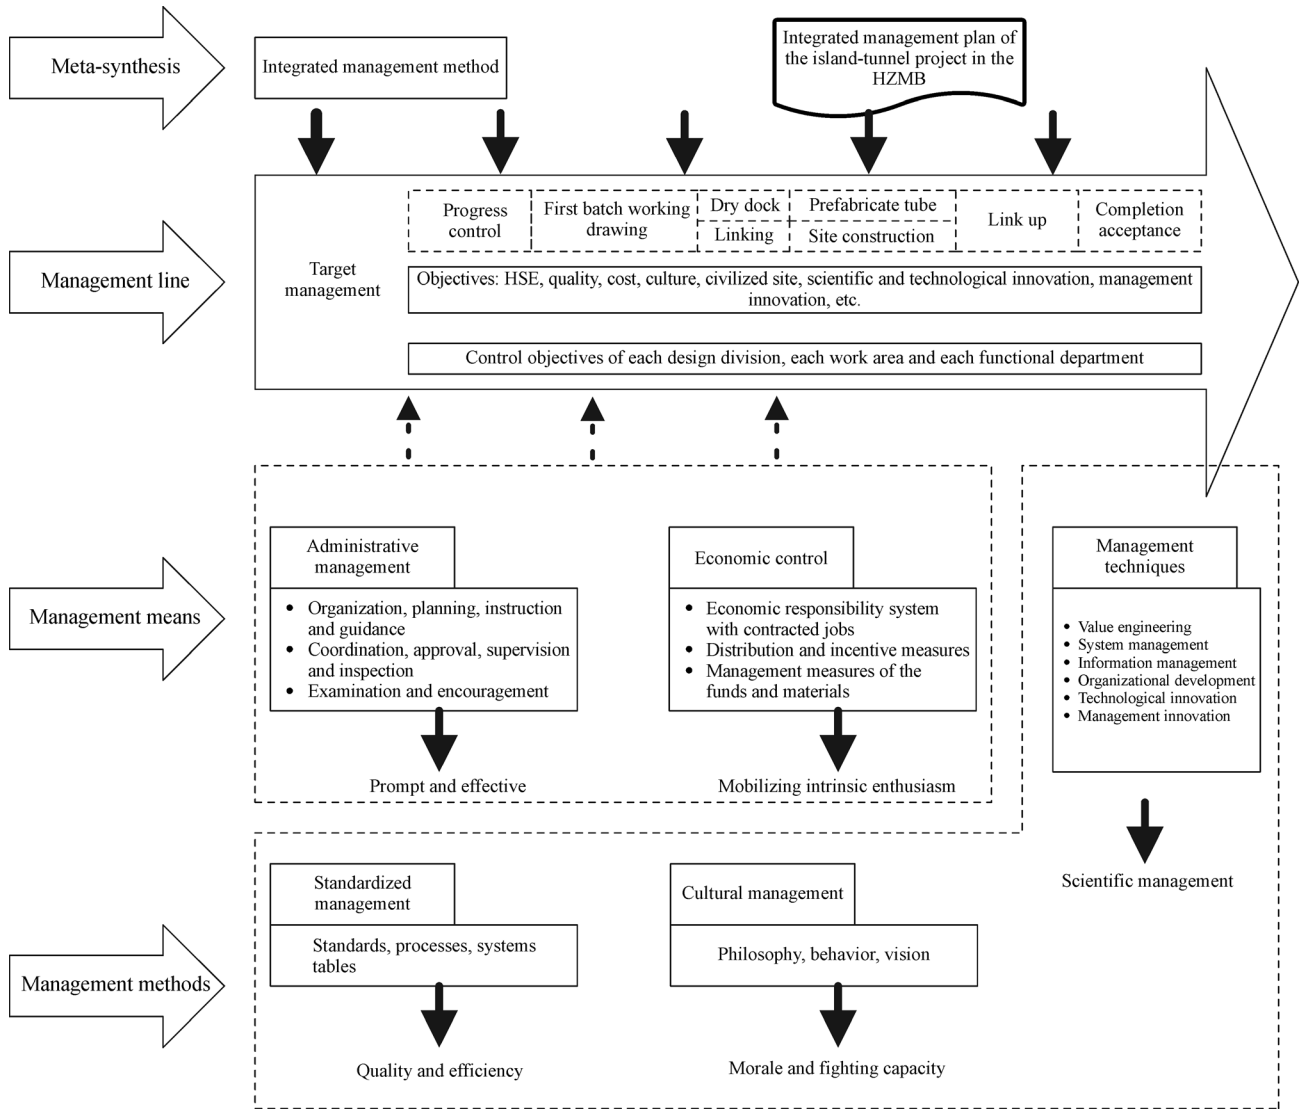 Meta-synthesis
Integrated management method
Integrated management plan of
the island-tunnel project in the
HZMB
Management line
Target
management
Progress
control
First batch working
drawing
Dry dock
Linking
Prefabricate tube
Site construction
Link up
Completion
acceptance
Objectives: HSE, quality, cost, culture, civilized site, scientific and technological innovation, management
innovation, etc.
Control objectives of each design division, each work area and each functional department
Management means
Administrative
management
• Organization, planning, instruction
and guidance
• Coordination, approval, supervision
and inspection
• Examination and encouragement
Prompt and effective
Economic control
• Economic responsibility system
with contracted jobs
• Distribution and incentive measures
• Management measures of the
funds and materials
Mobilizing intrinsic enthusiasm
Management
techniques
• Value engineering
• System management
• Information management
• Organizational development
• Technological innovation
• Management innovation
Scientific management
Management methods
Standardized
management
Standards, processes, systems
tables
Quality and efficiency
Cultural management
Philosophy, behavior, vision
Morale and fighting capacity